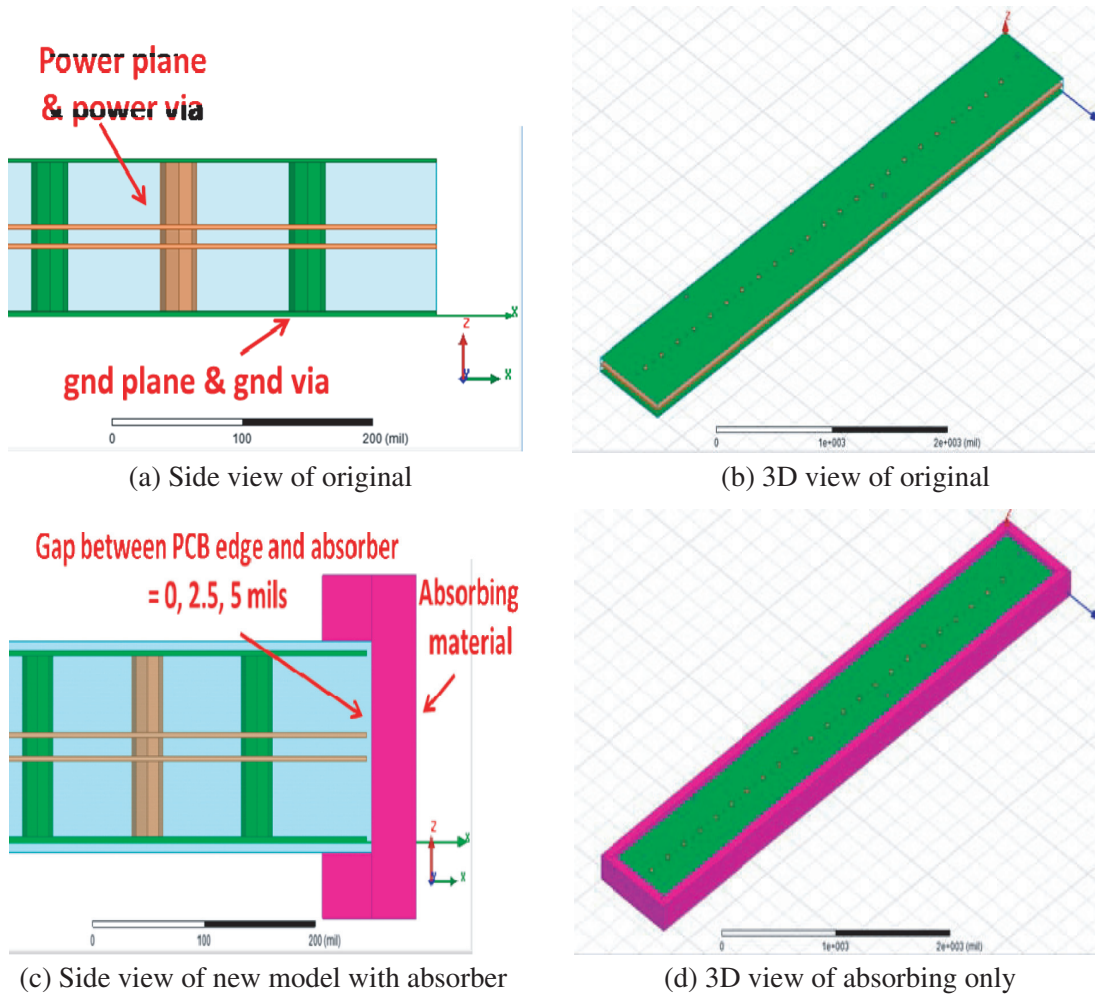 Power plane
& power via
gnd plane & gnd via
X
Z
Y
X
0
100
200 (mil)
(a) Side view of original
Z
0
1e+003
2e+003 (mil)
(b) 3D view of original
Gap between PCB edge and absorber
= 0, 2.5, 5 mils
Absorbing
material
X
Z
Y
X
0
100
200 (mil)
(c) Side view of new model with absorber
Z
0
1e+003
2e+003 (mil)
(d) 3D view of absorbing only